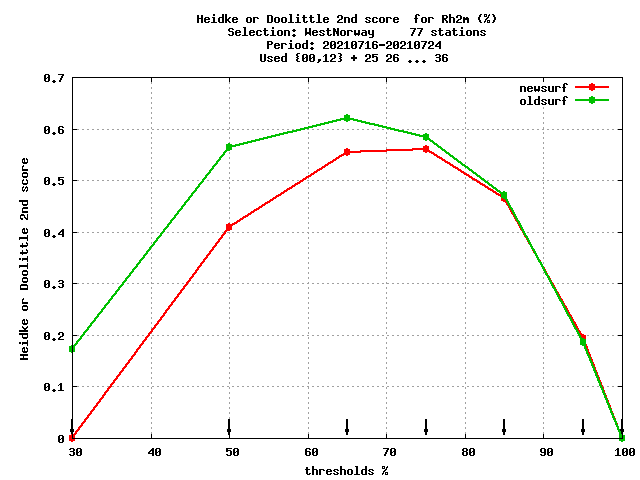 Heidke or Doolittle 2nd score  for Rh2m (%)
Selection: WestNorway     77 stations
Period: 20210716-20210724
Used {00,12} + 25 26 ... 36
newsurf
oldsurf
0.7
0.6
0.5
0.4
0.3
0.2
0.1
0
Heidke or Doolittle 2nd score
30 40 50 60 70 80 90 100
thresholds %